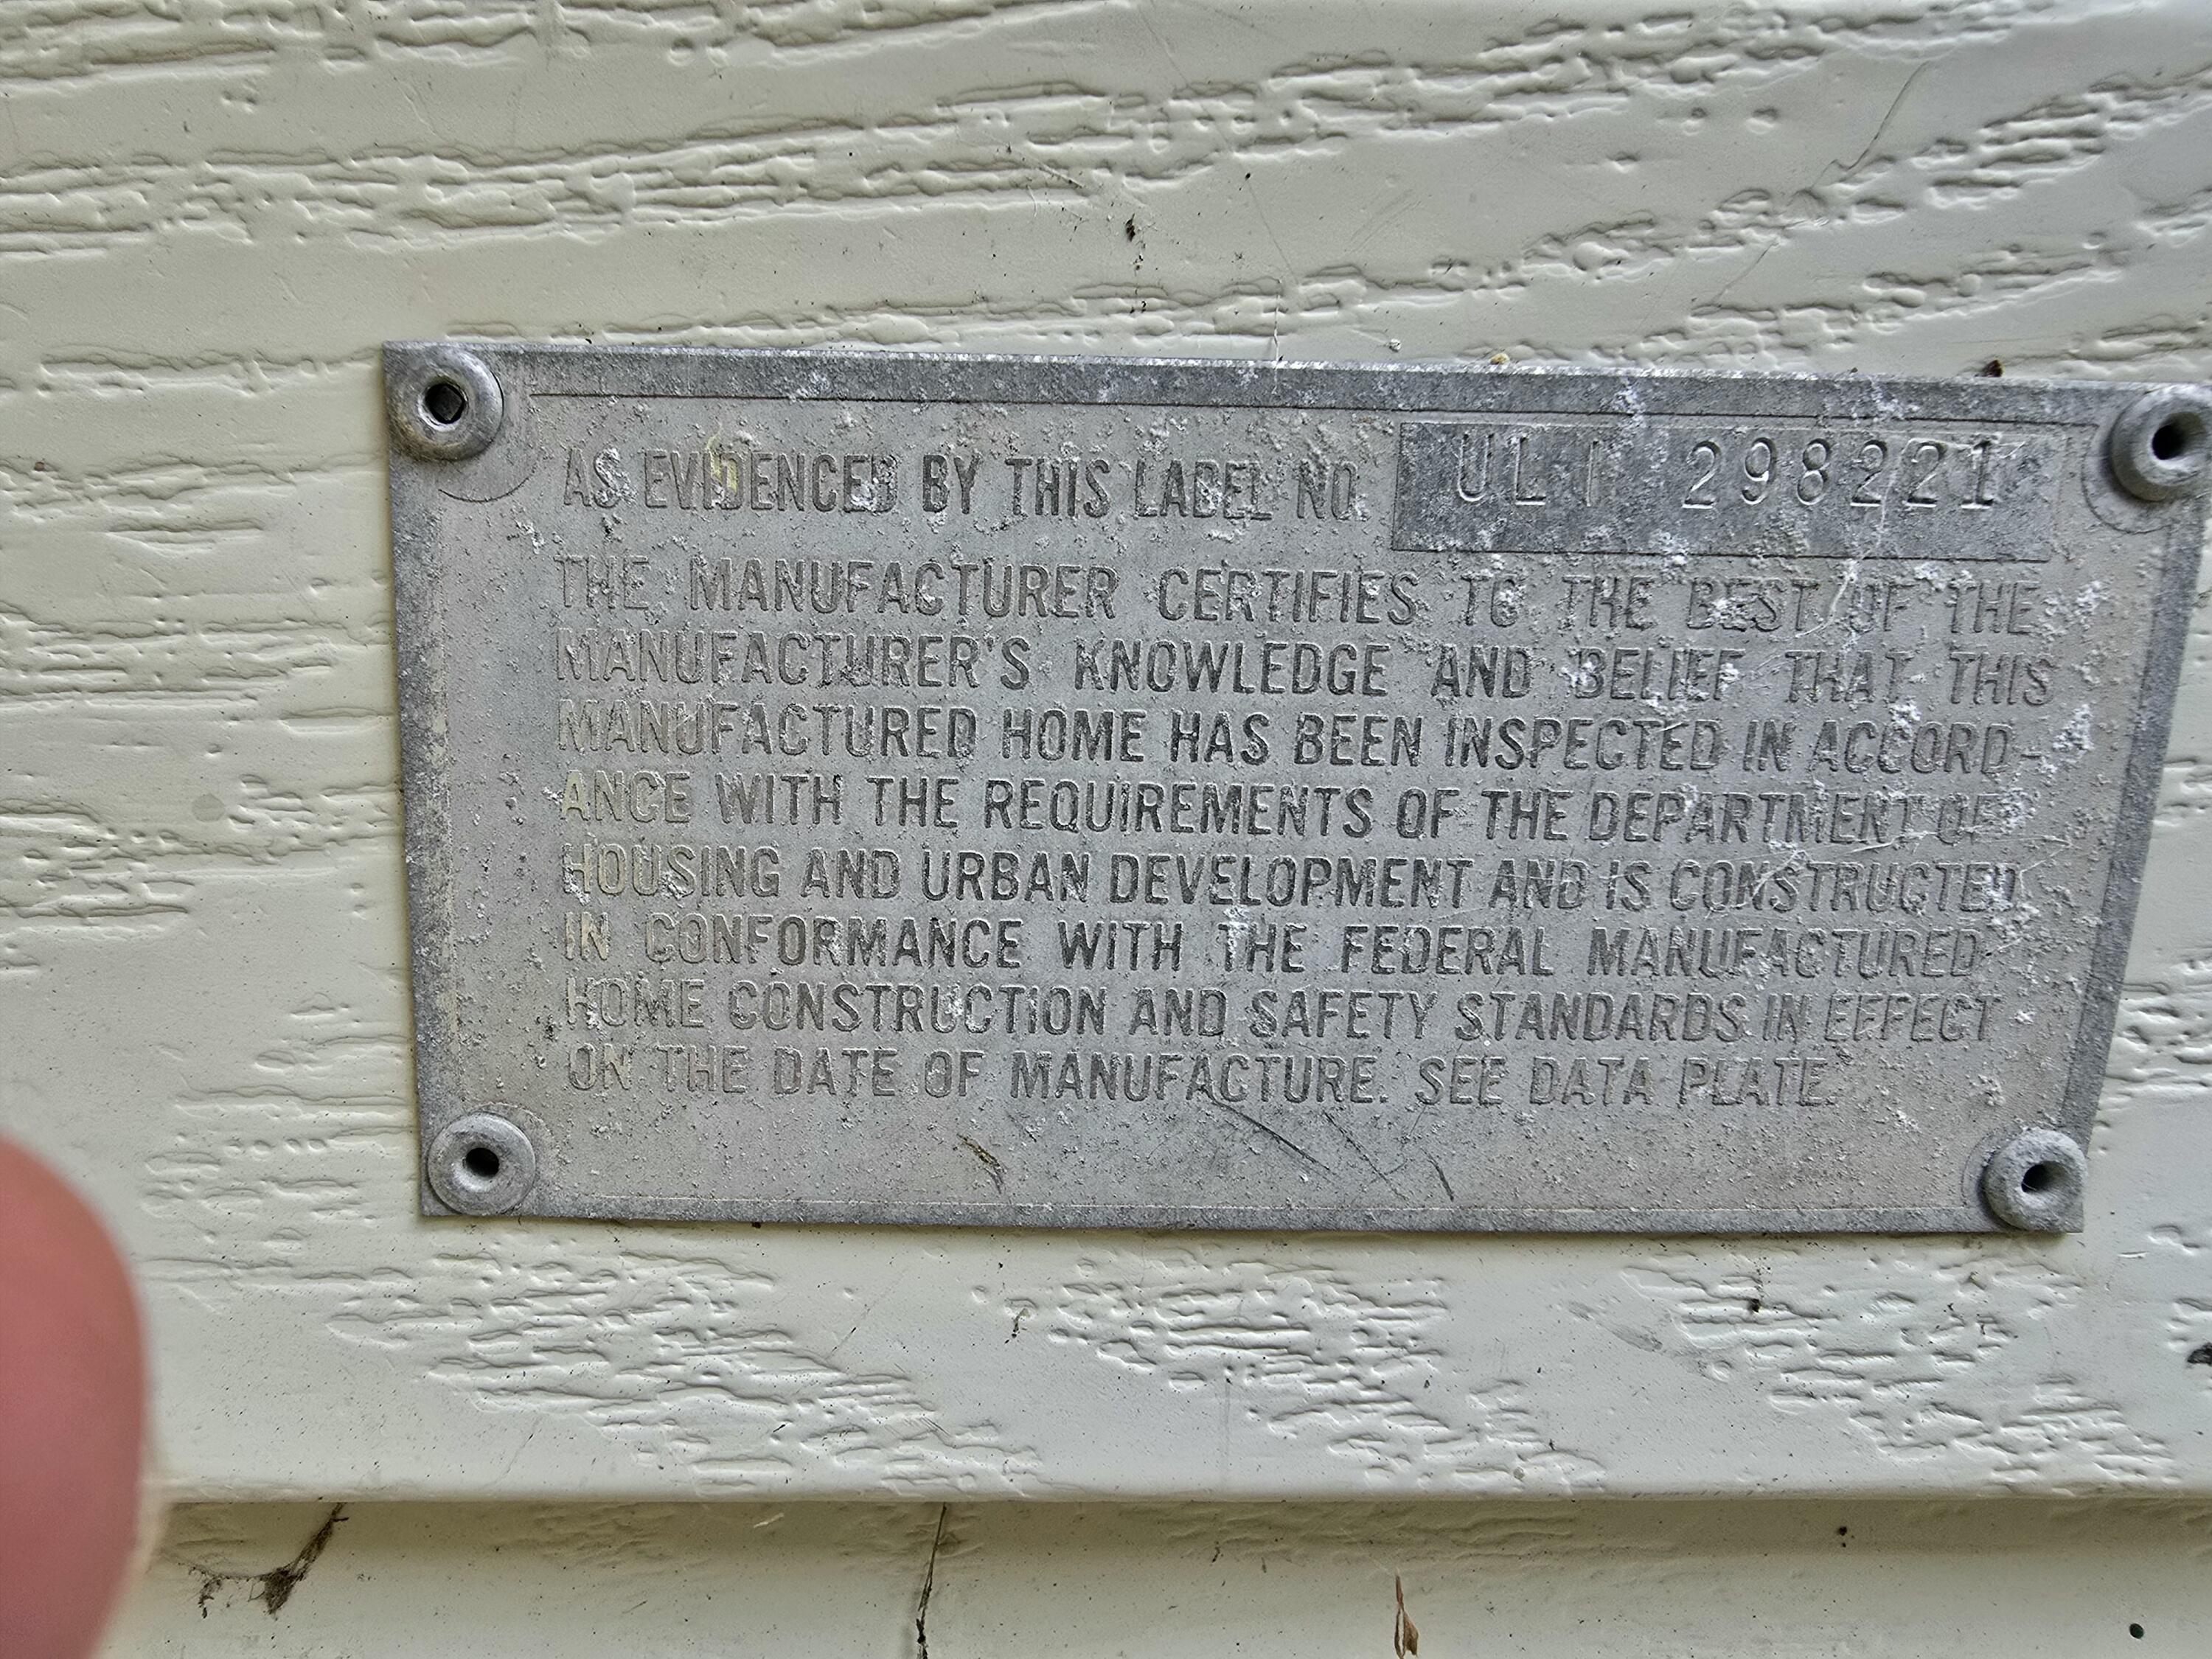 AS EVIDENCED BY THIS LABEL NO. ULI 298221
THE MANUFACTURER CERTIFIES TO THE BEST OF THE
MANUFACTURER'S KNOWLEDGE AND BELIEF THAT THIS
MANUFACTURED HOME HAS BEEN INSPECTED IN ACCORD-
ANCE WITH THE REQUIREMENTS OF THE DEPARTMENT OF
HOUSING AND URBAN DEVELOPMENT AND IS CONSTRUCTED
IN CONFORMANCE WITH THE FEDERAL MANUFACTURED
HOME CONSTRUCTION AND SAFETY STANDARDS IN EFFECT
ON THE DATE OF MANUFACTURE. SEE DATA PLATE.